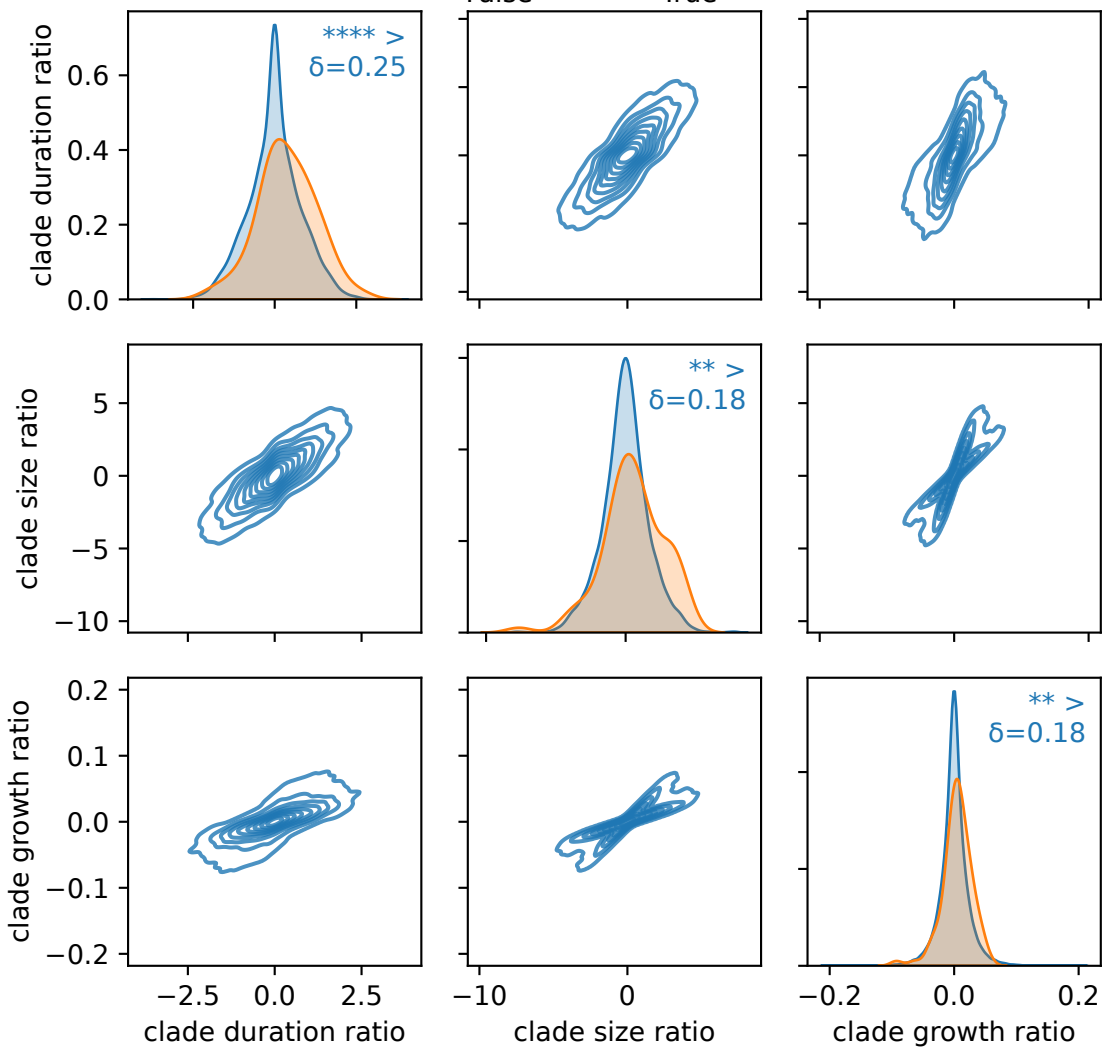 False True
clade duration ratio
0.6
0.4
0.2
0.0
**** >
δ=0.25
clade size ratio
5
0
−5
−10
** >
δ=0.18
clade growth ratio
0.2
0.1
0.0
−0.1
−0.2
** >
δ=0.18
−2.5 0.0 2.5
−10 0
−0.2 0.0 0.2
clade duration ratio
clade size ratio
clade growth ratio